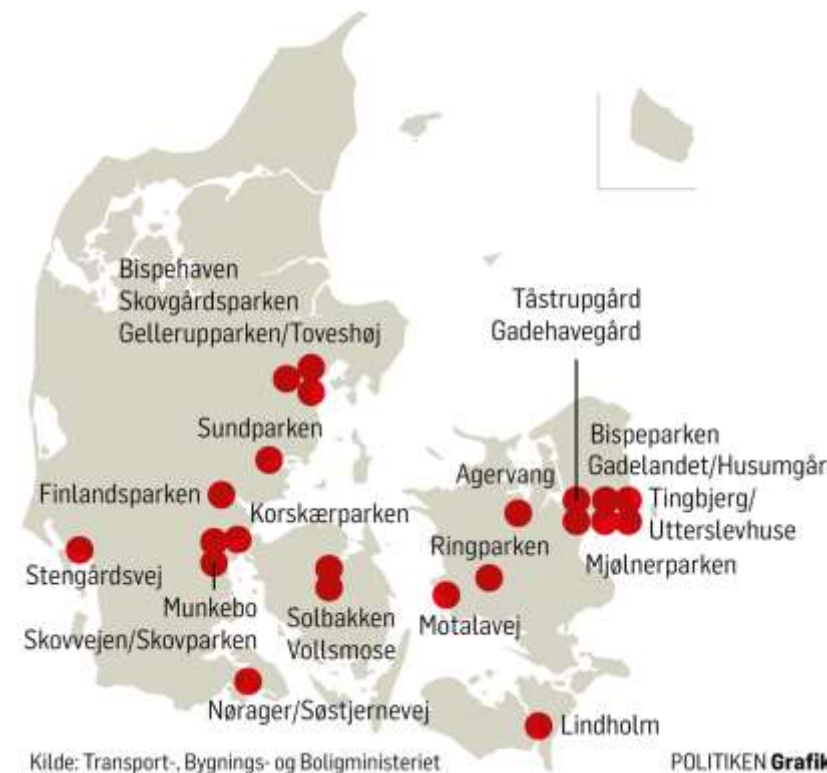 Bispehaven
Skovgårdsparken
Gellerupparken/Toveshøj
Tåstrupgård
Gadehavegård
Sundparken
Finlandsparken
Korskærparken
Stengårdsvej
Munkebo
Skovvejen/Skovparken
Solbakken
Vollsmose
Nørager/Søstjernevej
Agervang
Ringparken
Motalavej
Bispeparken
Gadelandet/Husumgår
Tingbjerg/
Utterslevhuse
Mjølnerparken
Lindholm
Kilde: Transport-, Bygnings- og Boligministeriet
POLITIKEN Grafik